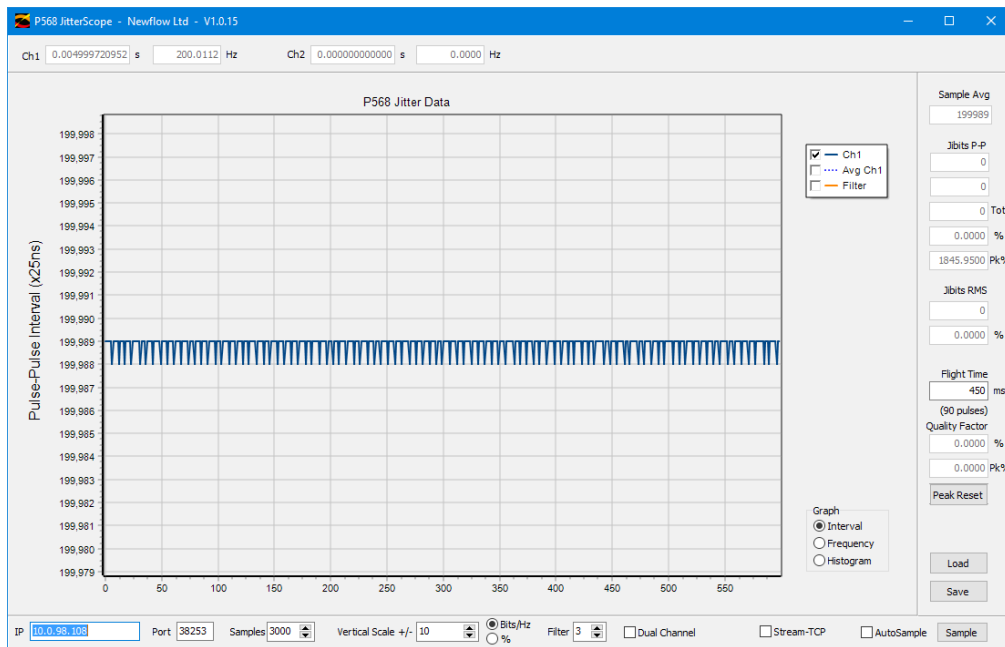 P568 JitterScope - Newflow Ltd - V1.0.15
Ch1 0.004999720952 s 200.0112 Hz Ch2 0.000000000000 s 0.0000 Hz
P568 Jitter Data
Pulse-Pulse Interval (x25ns)
199,998
199,997
199,996
199,995
199,994
199,993
199,992
199,991
199,990
199,989
199,988
199,987
199,986
199,985
199,984
199,983
199,982
199,981
199,980
199,979
0 50 100 150 200 250 300 350 400 450 500 550
Ch1
Avg Ch1
Filter
Graph
Interval
Frequency
Histogram
Sample Avg
199989
Jibits P-P
0
0
0 Tot
0.0000 %
1845.9500 Pk%
Jibits RMS
0
0.0000 %
Flight Time
450 ms
(90 pulses)
Quality Factor
0.0000 %
0.0000 Pk%
Peak Reset
Load
Save
IP 10.0.98.108 Port 38253 Samples 3000 Vertical Scale +/- 10 Bits/Hz % Filter 3 Dual Channel Stream-TCP AutoSample Sample